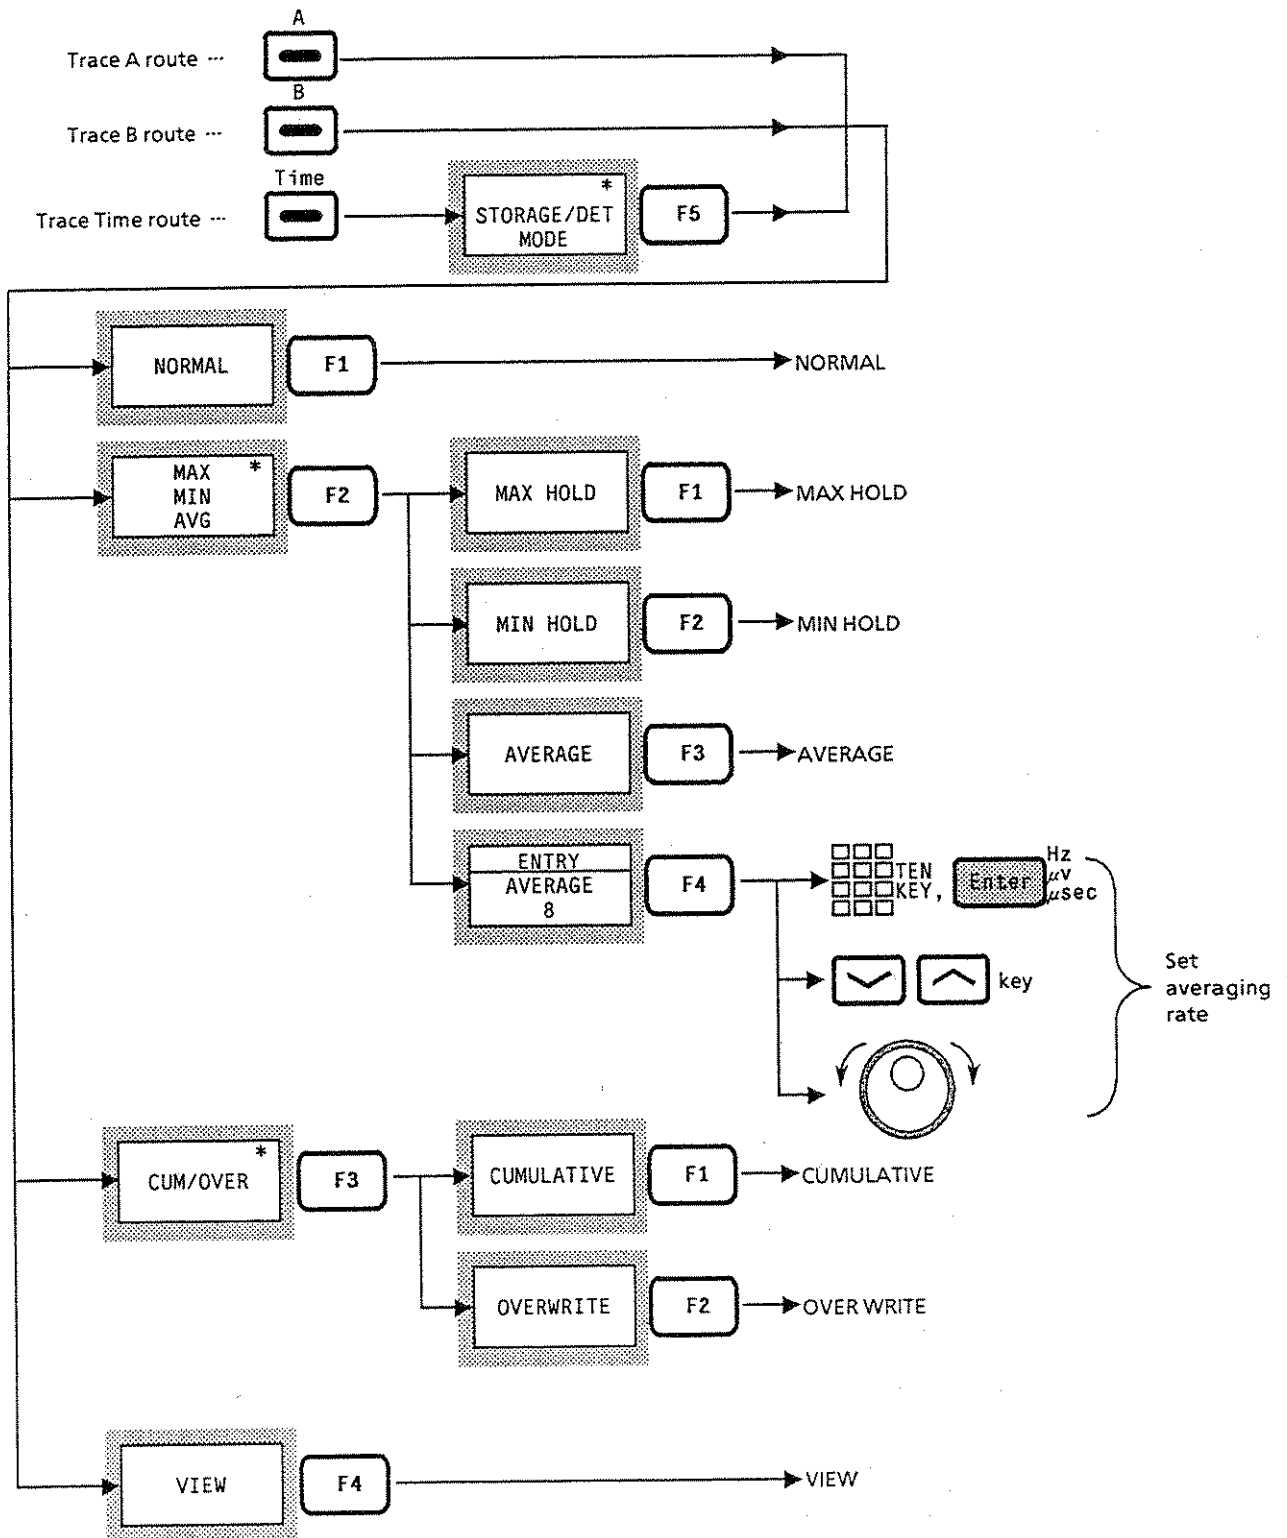 A
Trace A route ···
B
Trace B route ···
Time
Trace Time route ···
*
STORAGE/DET
MODE
F5
NORMAL
F1
NORMAL
MAX *
MIN
AVG
F2
MAX HOLD
F1
MAX HOLD
MIN HOLD
F2
MIN HOLD
AVERAGE
F3
AVERAGE
ENTRY
AVERAGE
8
F4
TEN
KEY,
Enter
Hz
μv
μsec
key
Set
averaging
rate
*
CUM/OVER
F3
CUMULATIVE
F1
CUMULATIVE
OVERWRITE
F2
OVER WRITE
VIEW
F4
VIEW